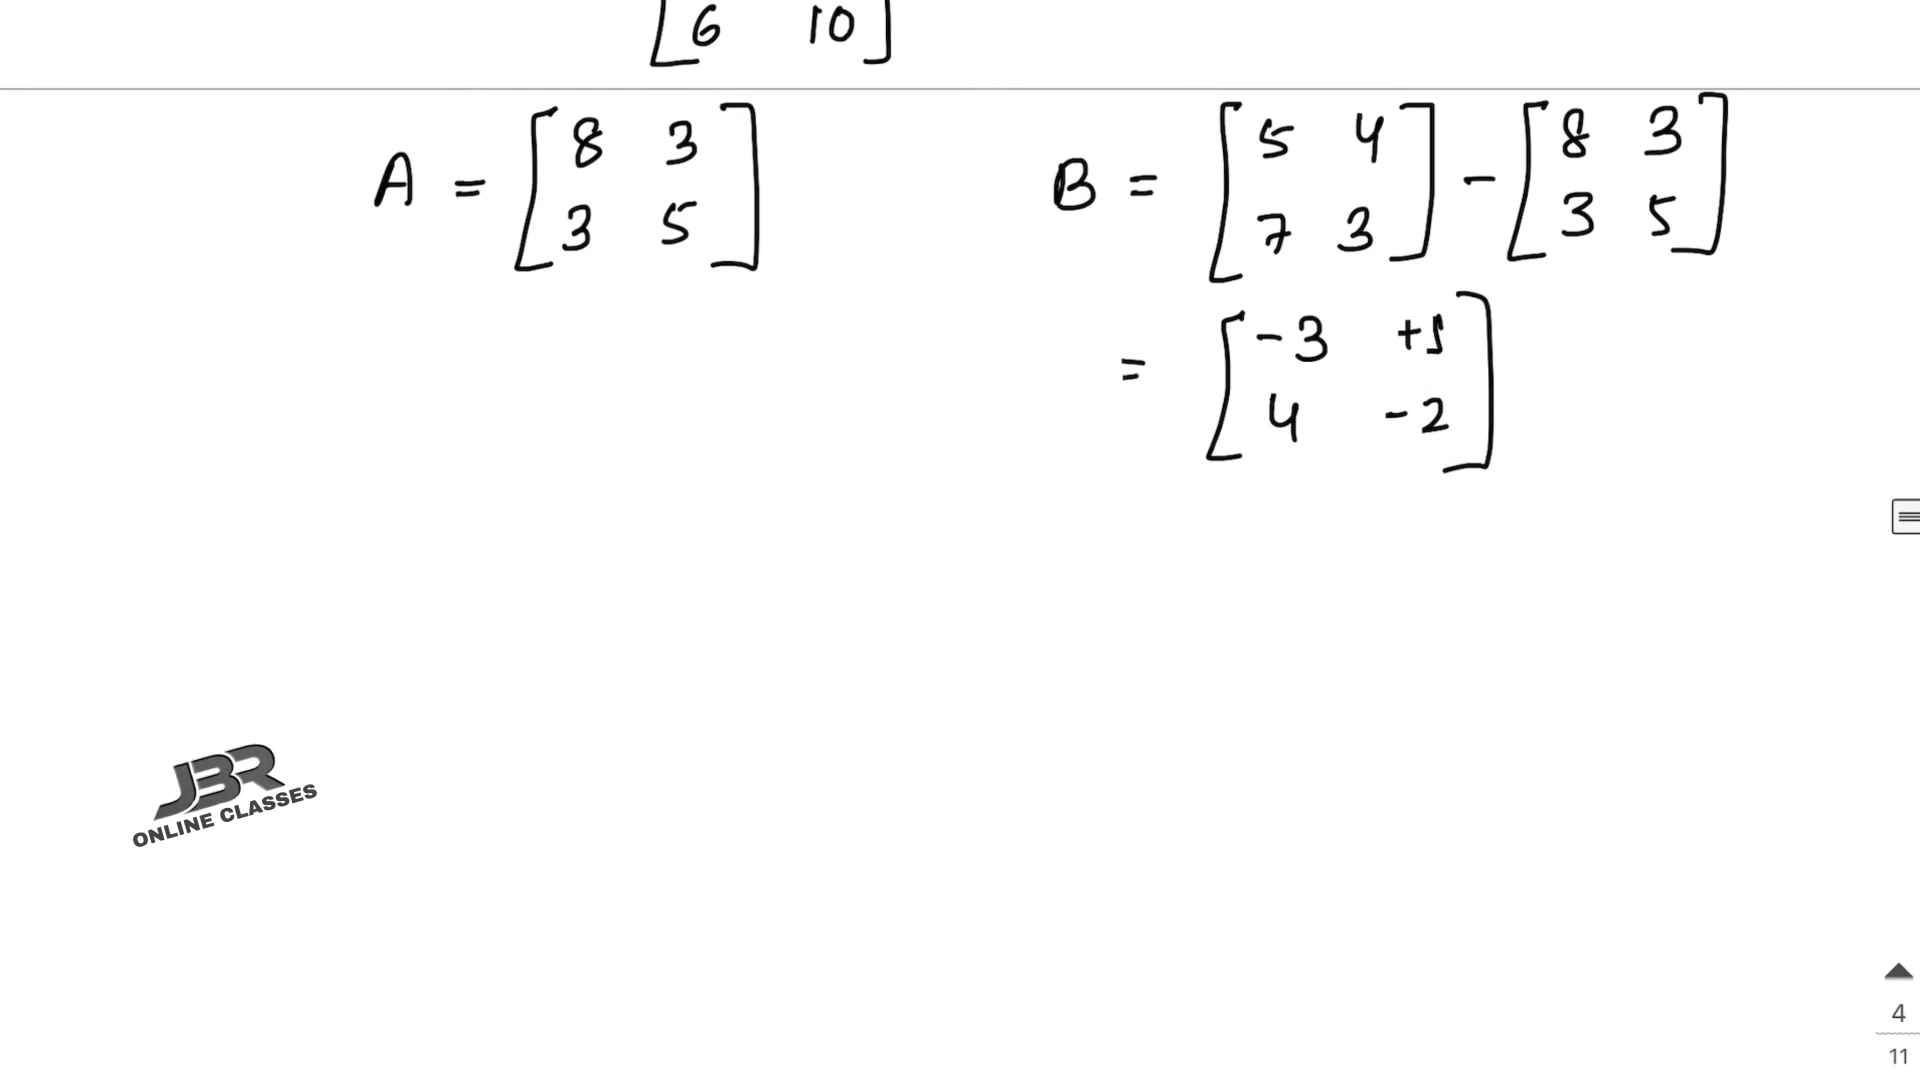 [6 10]
A = [8 3
3 5]
B = [5 4
7 3] - [8 3
3 5]
= [-3 +1
4 -2]
JBR
ONLINE CLASSES
4
11